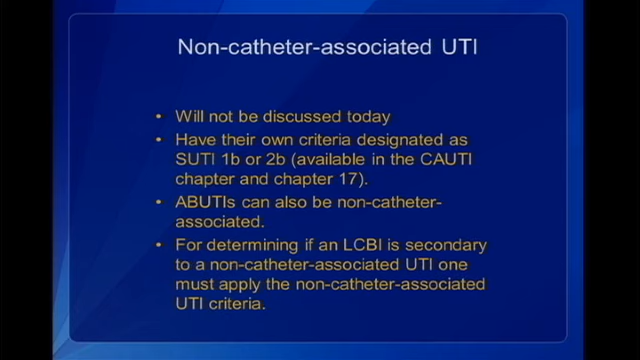 Non-catheter-associated UTI
• Will not be discussed today
• Have their own criteria designated as
SUTI 1b or 2b (available in the CAUTI
chapter and chapter 17).
• ABUTIs can also be non-catheter-
associated.
• For determining if an LCBI is secondary
to a non-catheter-associated UTI one
must apply the non-catheter-associated
UTI criteria.